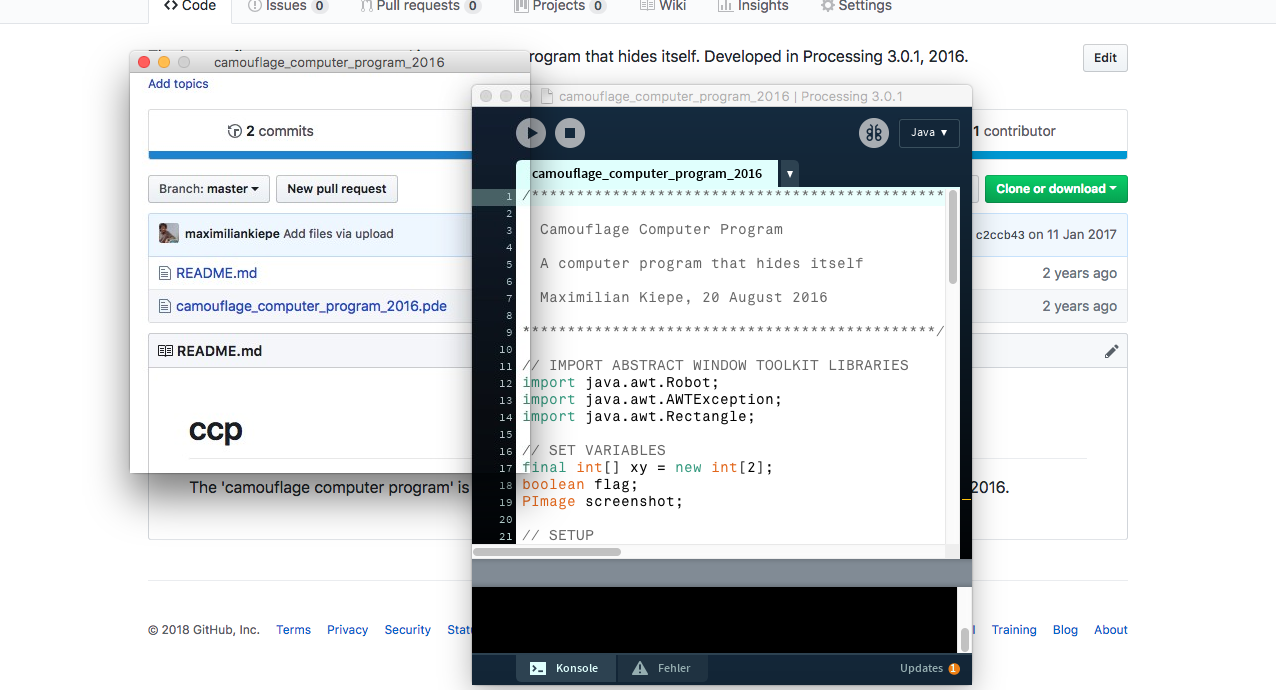 Code Issues 0 Pull requests 0 Projects 0 Wiki Insights Settings
rogram that hides itself. Developed in Processing 3.0.1, 2016.
Edit
camouflage_computer_program_2016
Add topics
2 commits
1 contributor
Branch: master
New pull request
Clone or download
maximiliankiepe Add files via upload
c2ccb43 on 11 Jan 2017
README.md
2 years ago
camouflage_computer_program_2016.pde
2 years ago
README.md
ccp
The 'camouflage computer program' is
2016.
© 2018 GitHub, Inc. Terms Privacy Security Stat
Training Blog About
camouflage_computer_program_2016 | Processing 3.0.1
Java
camouflage_computer_program_2016
1 /**********************************************
2
3 Camouflage Computer Program
4
5 A computer program that hides itself
6
7 Maximilian Kiepe, 20 August 2016
8
9 **********************************************/
10
11 // IMPORT ABSTRACT WINDOW TOOLKIT LIBRARIES
12 import java.awt.Robot;
13 import java.awt.AWTException;
14 import java.awt.Rectangle;
15
16 // SET VARIABLES
17 final int[] xy = new int[2];
18 boolean flag;
19 PImage screenshot;
20
21 // SETUP
Konsole Fehler Updates 1